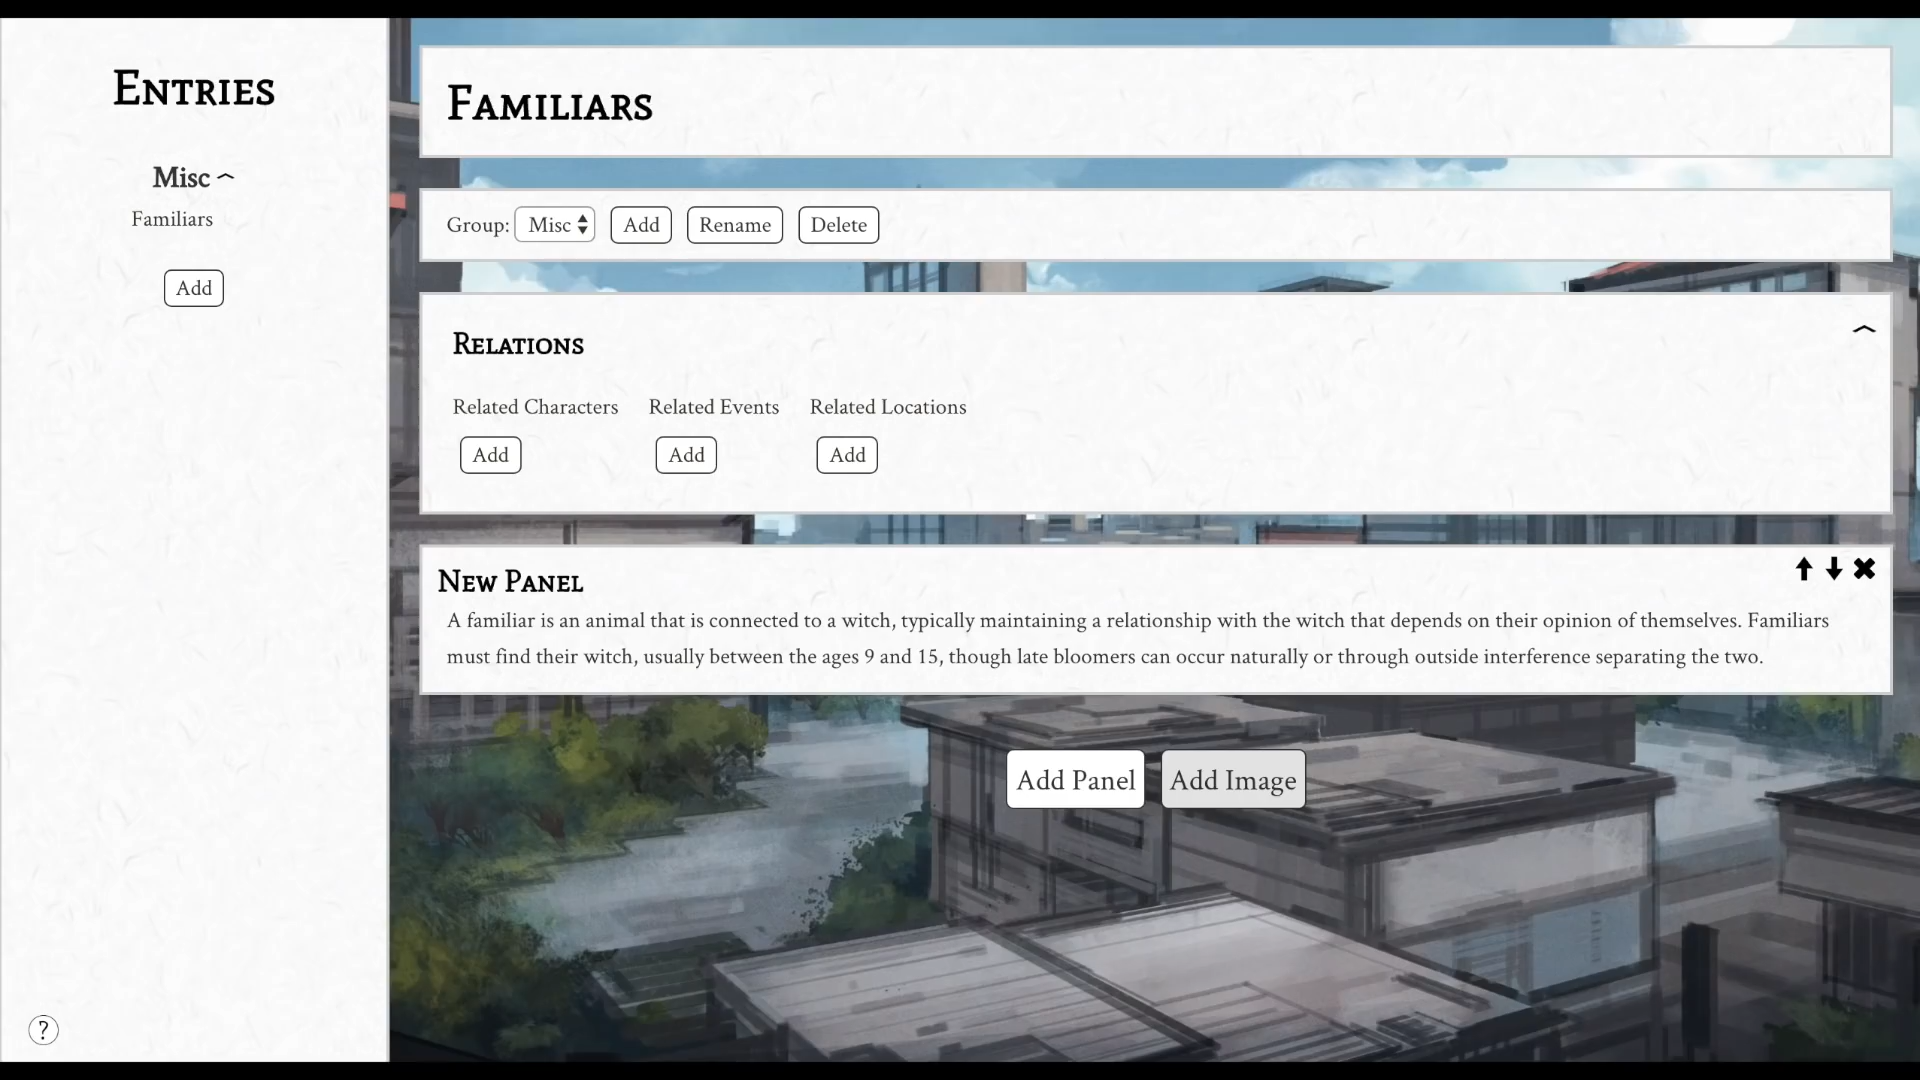 Entries
Misc
Familiars
Add
?
Familiars
Group: Misc Add Rename Delete
Relations
Related Characters Related Events Related Locations
Add Add Add
New Panel
A familiar is an animal that is connected to a witch, typically maintaining a relationship with the witch that depends on their opinion of themselves. Familiars
must find their witch, usually between the ages 9 and 15, though late bloomers can occur naturally or through outside interference separating the two.
Add Panel Add Image